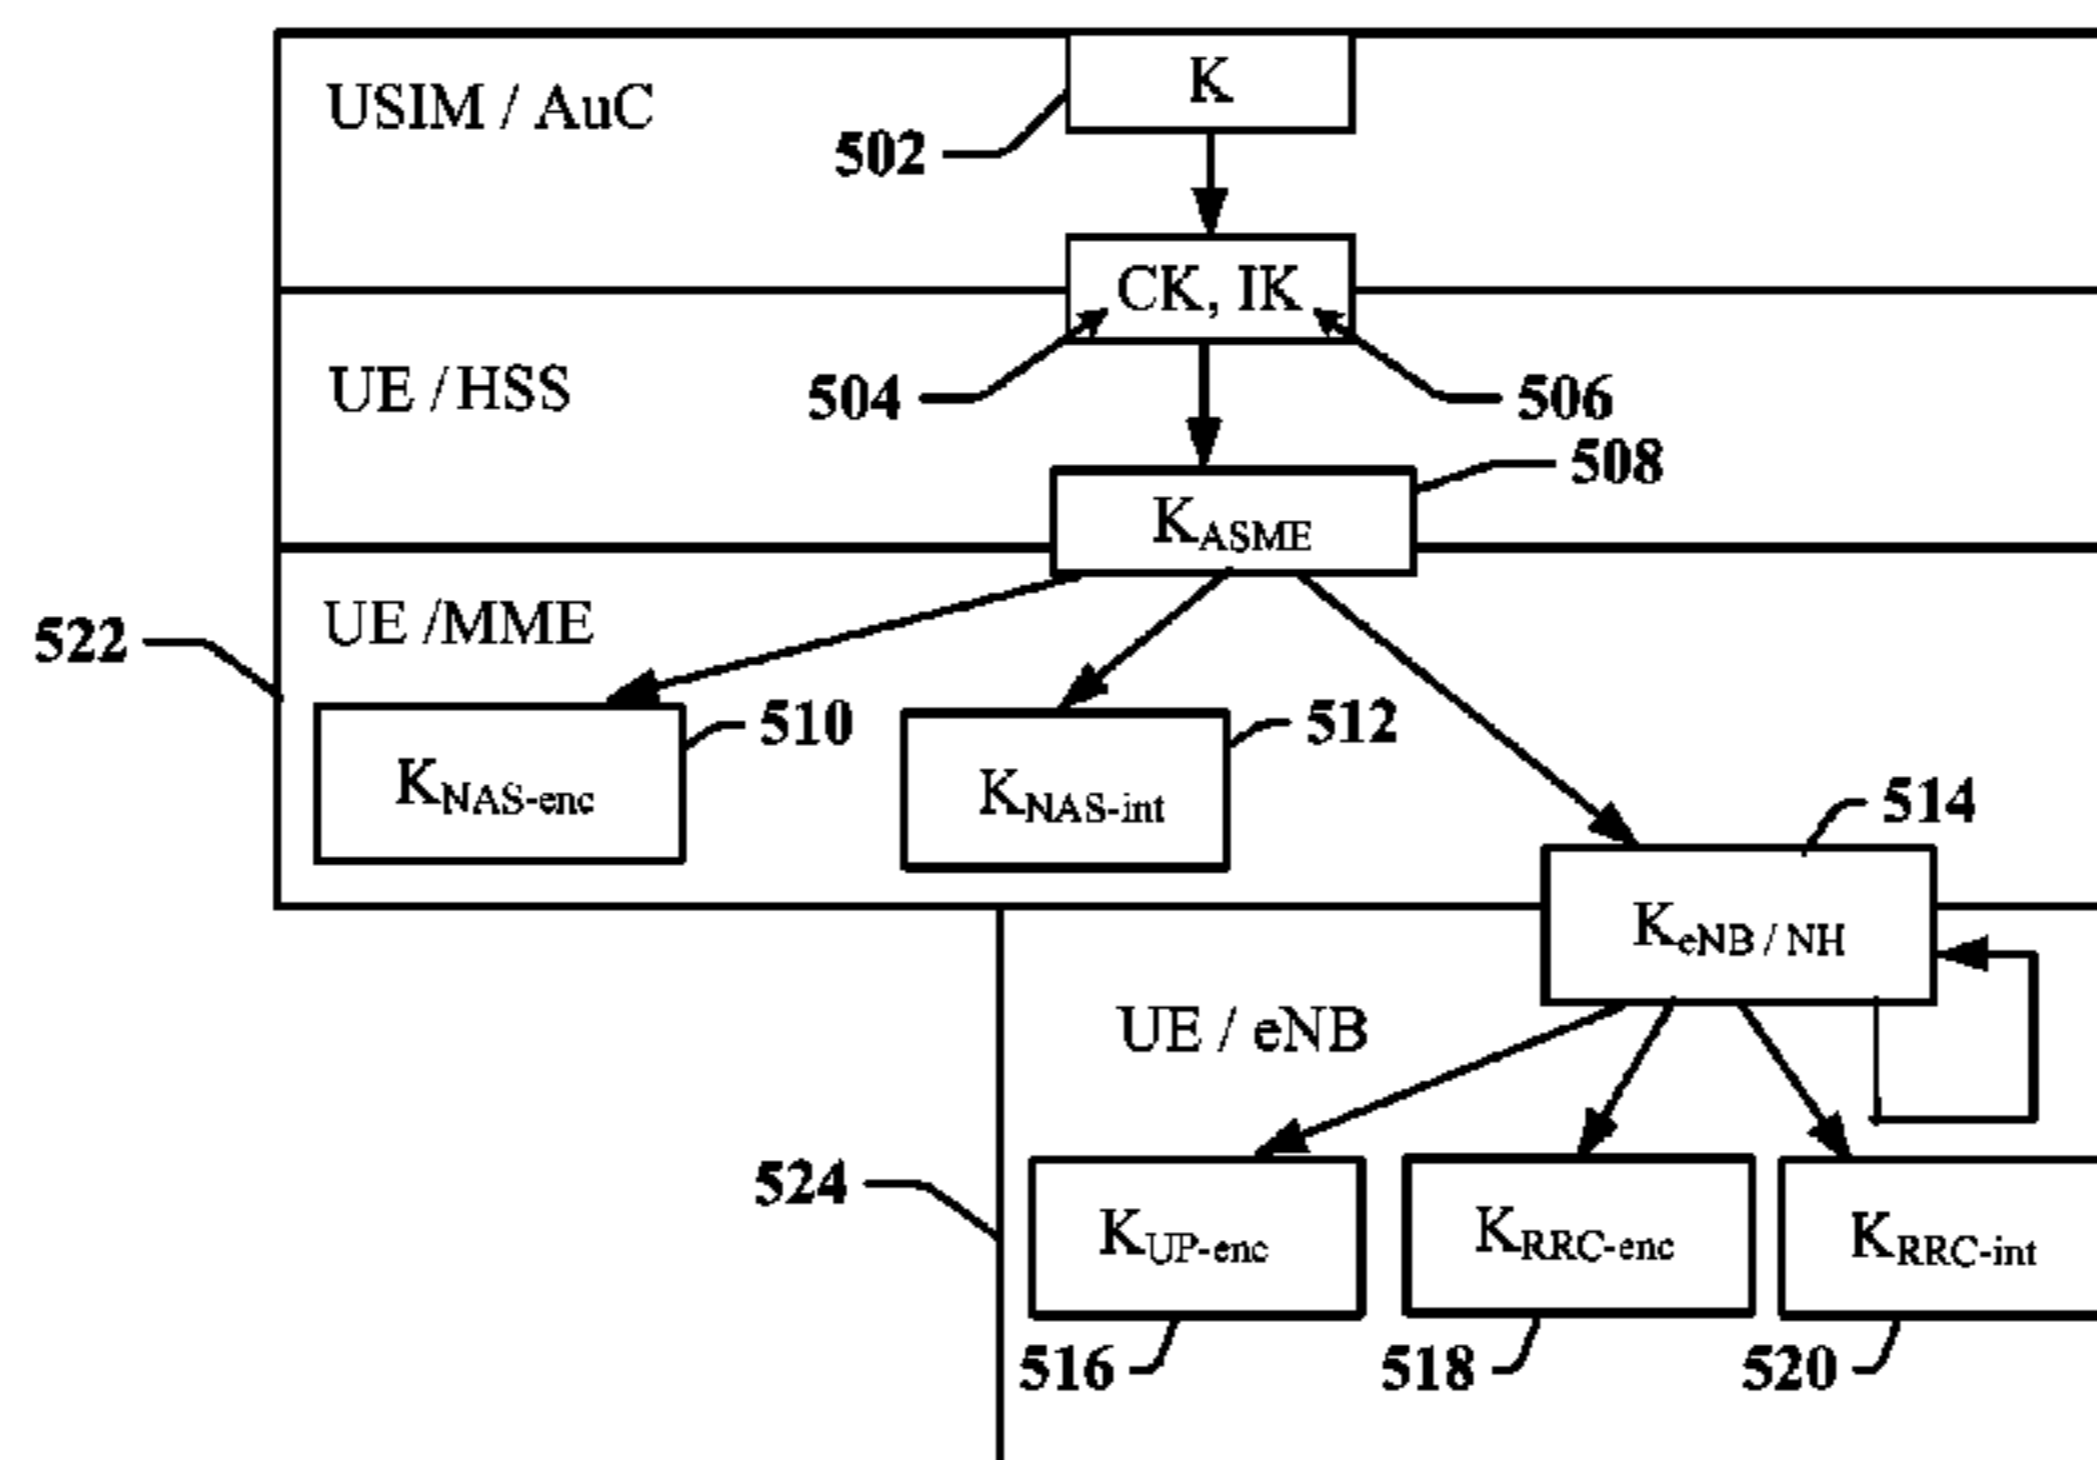 K
USIM / AuC
502
CK, IK
UE / HSS
504
506
508
KASME
UE /MME
522
510
512
KNAS-enc
KNAS-int
514
KeNB / NH
UE / eNB
524
KUP-enc
KRRC-enc
KRRC-int
516
518
520